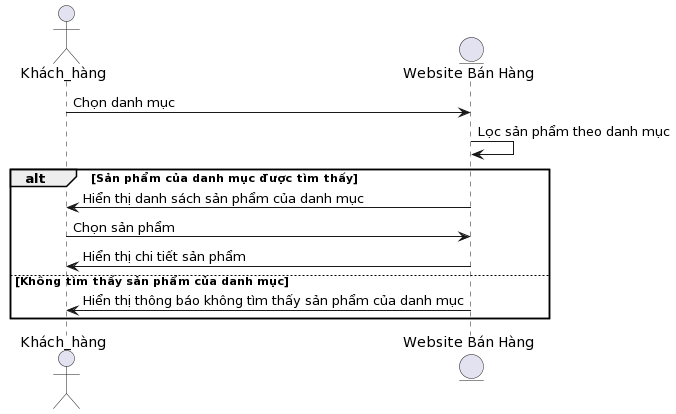 Khách_hàng
Website Bán Hàng
Chọn danh mục
Lọc sản phẩm theo danh mục
alt [Sản phẩm của danh mục được tìm thấy]
Hiển thị danh sách sản phẩm của danh mục
Chọn sản phẩm
Hiển thị chi tiết sản phẩm
[Không tìm thấy sản phẩm của danh mục]
Hiển thị thông báo không tìm thấy sản phẩm của danh mục
Khách_hàng
Website Bán Hàng